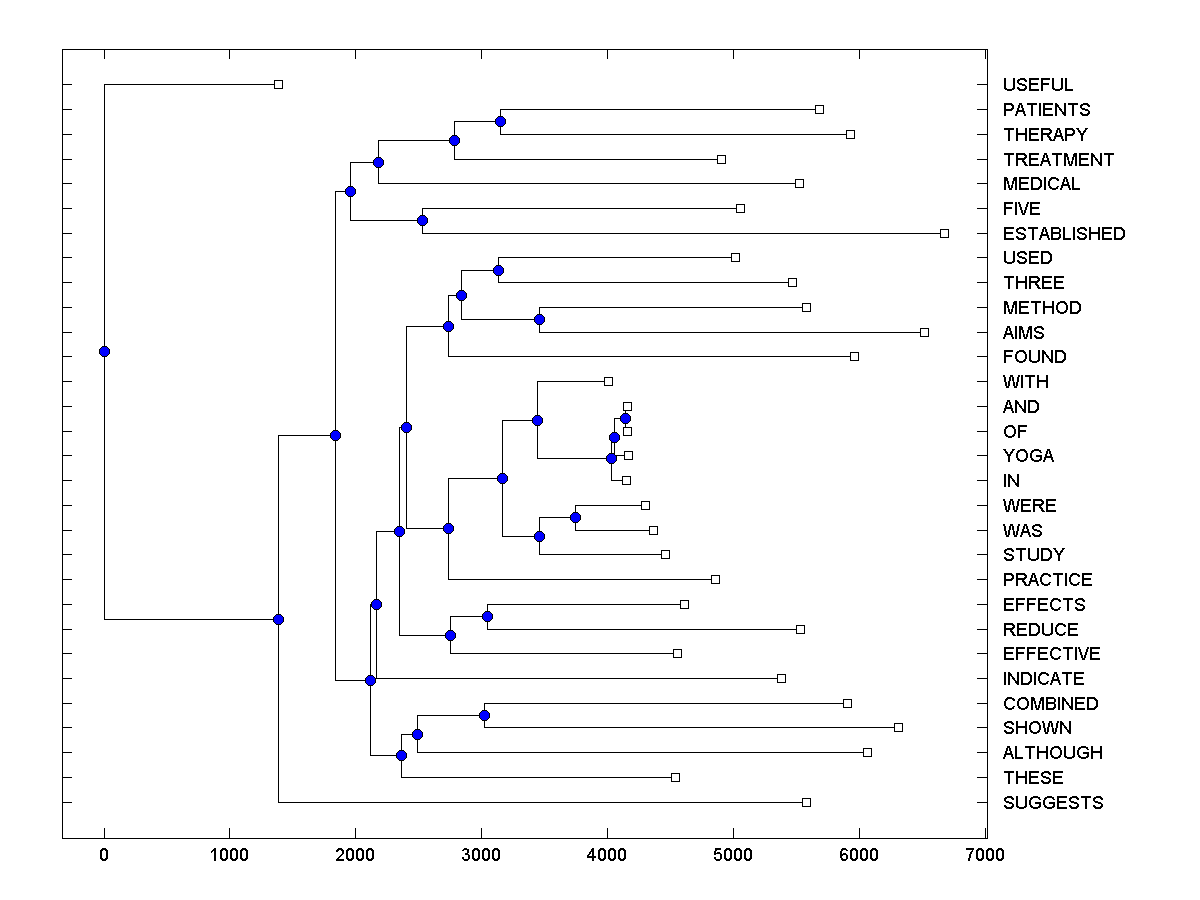 USEFUL
PATIENTS
THERAPY
TREATMENT
MEDICAL
FIVE
ESTABLISHED
USED
THREE
METHOD
AIMS
FOUND
WITH
AND
OF
YOGA
IN
WERE
WAS
STUDY
PRACTICE
EFFECTS
REDUCE
EFFECTIVE
INDICATE
COMBINED
SHOWN
ALTHOUGH
THESE
SUGGESTS
0 1000 2000 3000 4000 5000 6000 7000